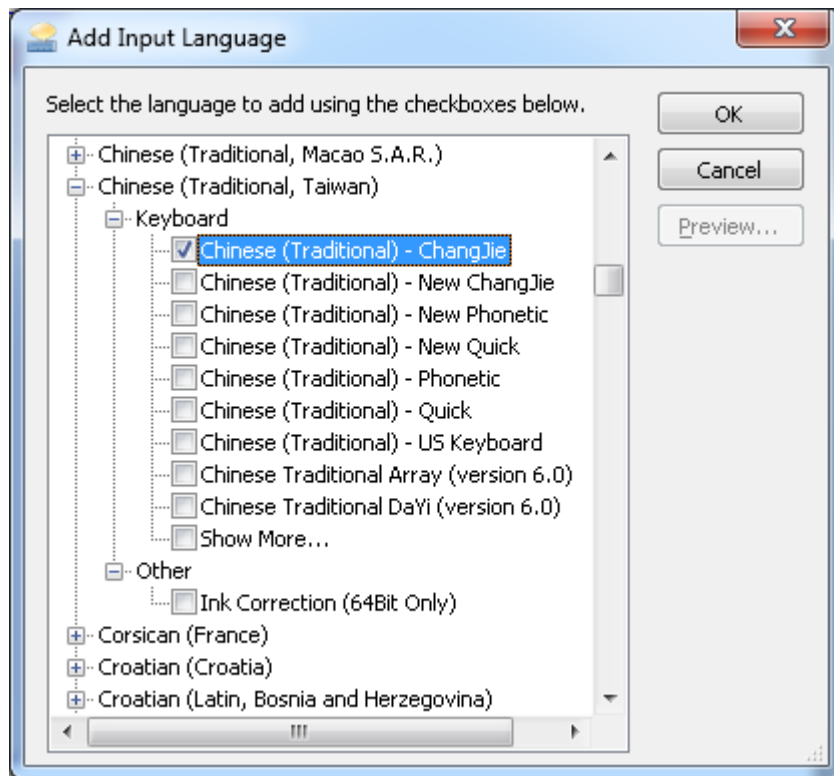 Add Input Language
Select the language to add using the checkboxes below.
OK
Cancel
Preview...
Chinese (Traditional, Macao S.A.R.)
Chinese (Traditional, Taiwan)
Keyboard
Chinese (Traditional) - ChangJie
Chinese (Traditional) - New ChangJie
Chinese (Traditional) - New Phonetic
Chinese (Traditional) - New Quick
Chinese (Traditional) - Phonetic
Chinese (Traditional) - Quick
Chinese (Traditional) - US Keyboard
Chinese Traditional Array (version 6.0)
Chinese Traditional DaYi (version 6.0)
Show More...
Other
Ink Correction (64Bit Only)
Corsican (France)
Croatian (Croatia)
Croatian (Latin, Bosnia and Herzegovina)